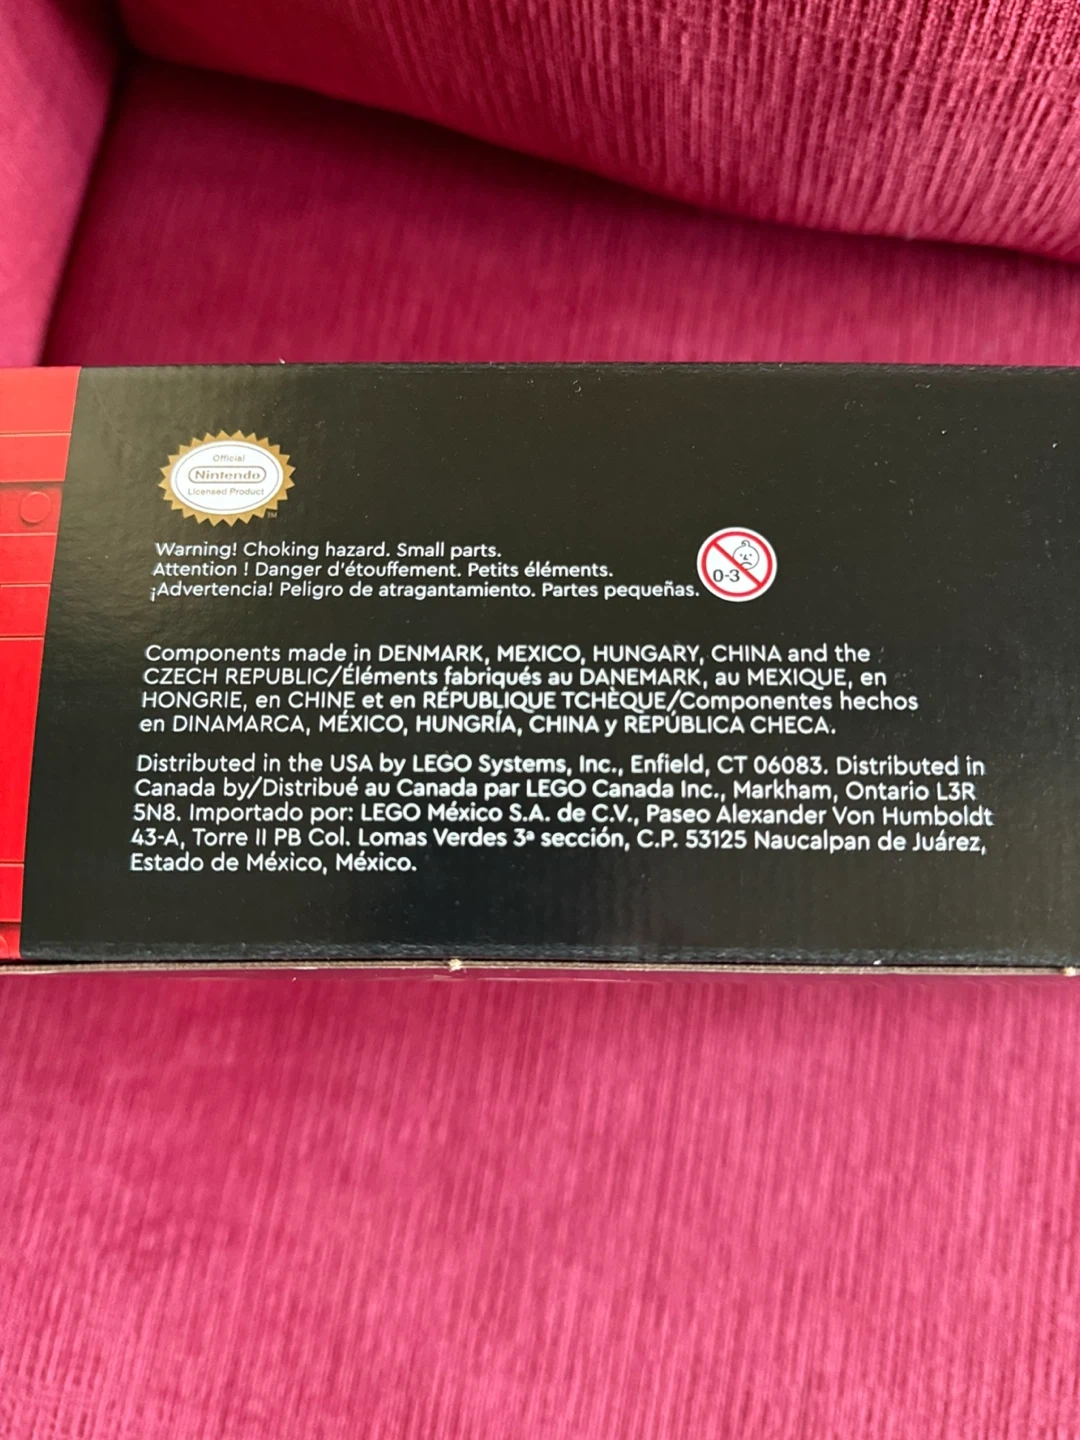 Official
Nintendo
Licensed Product
TM
Warning! Choking hazard. Small parts.
Attention ! Danger d'étouffement. Petits éléments.
¡Advertencia! Peligro de atragantamiento. Partes pequeñas.
0-3
Components made in DENMARK, MEXICO, HUNGARY, CHINA and the
CZECH REPUBLIC/Éléments fabriqués au DANEMARK, au MEXIQUE, en
HONGRIE, en CHINE et en RÉPUBLIQUE TCHÈQUE/Componentes hechos
en DINAMARCA, MÉXICO, HUNGRÍA, CHINA y REPÚBLICA CHECA.
Distributed in the USA by LEGO Systems, Inc., Enfield, CT 06083. Distributed in
Canada by/Distribué au Canada par LEGO Canada Inc., Markham, Ontario L3R
5N8. Importado por: LEGO México S.A. de C.V., Paseo Alexander Von Humboldt
43-A, Torre II PB Col. Lomas Verdes 3ª sección, C.P. 53125 Naucalpan de Juárez,
Estado de México, México.